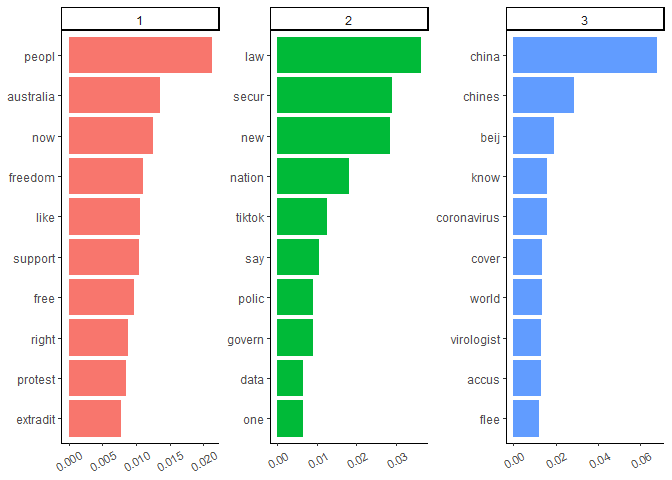 1
peopl
australia
now
freedom
like
support
free
right
protest
extradit
0.000
0.005
0.010
0.015
0.020
2
law
secur
new
nation
tiktok
say
polic
govern
data
one
0.00
0.01
0.02
0.03
3
china
chines
beij
know
coronavirus
cover
world
virologist
accus
flee
0.00
0.02
0.04
0.06